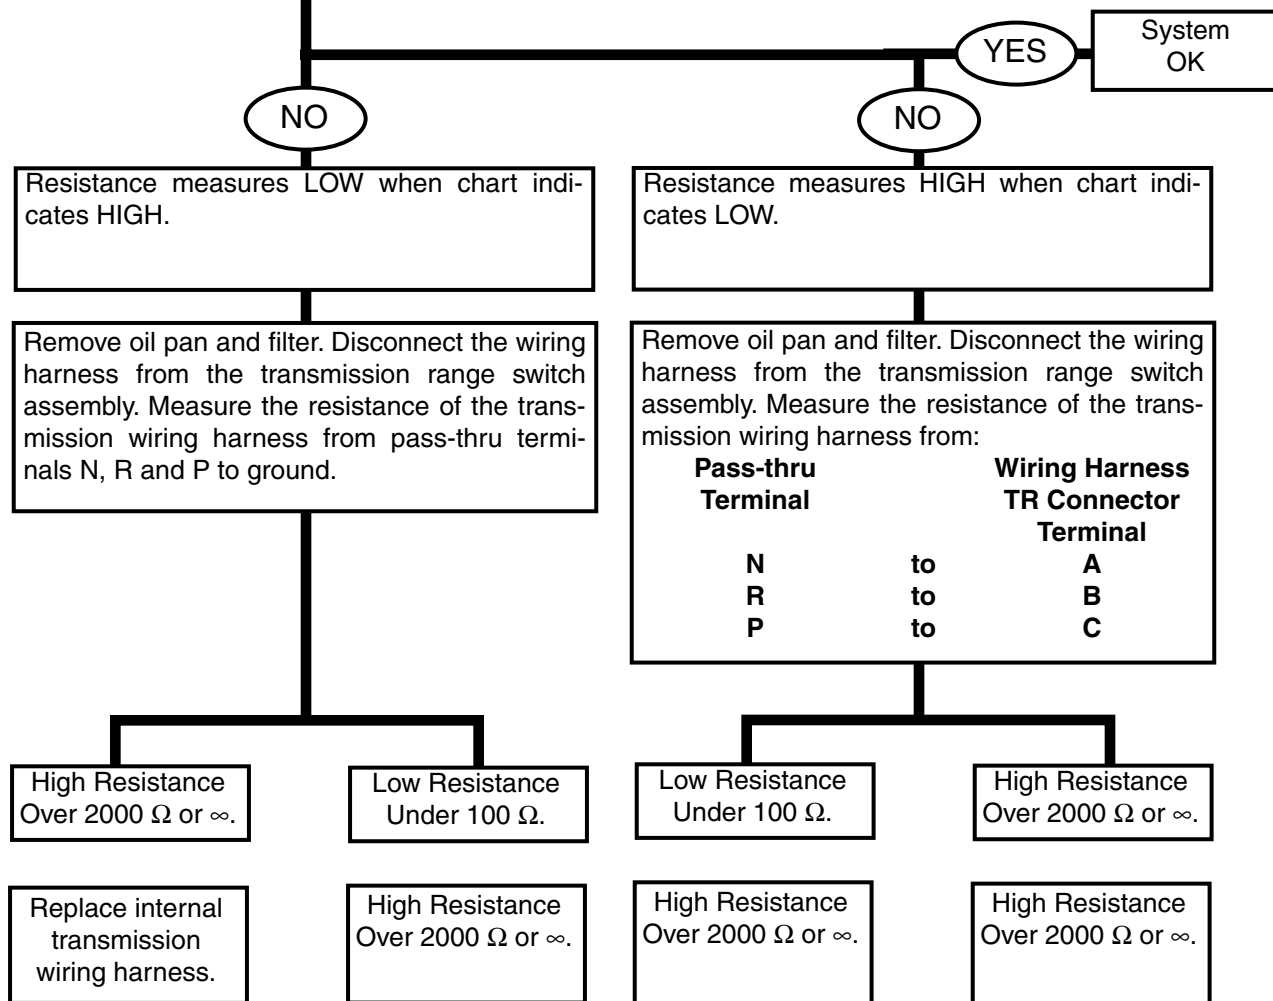 YES
System
OK
NO
NO
Resistance measures LOW when chart indi-
cates HIGH.
Resistance measures HIGH when chart indi-
cates LOW.
Remove oil pan and filter. Disconnect the wiring
harness from the transmission range switch
assembly. Measure the resistance of the trans-
mission wiring harness from pass-thru termi-
nals N, R and P to ground.
Remove oil pan and filter. Disconnect the wiring
harness from the transmission range switch
assembly. Measure the resistance of the trans-
mission wiring harness from:
Pass-thru Wiring Harness
Terminal TR Connector
Terminal
N to A
R to B
P to C
High Resistance
Over 2000 Ω or ∞.
Low Resistance
Under 100 Ω.
Low Resistance
Under 100 Ω.
High Resistance
Over 2000 Ω or ∞.
Replace internal
transmission
wiring harness.
High Resistance
Over 2000 Ω or ∞.
High Resistance
Over 2000 Ω or ∞.
High Resistance
Over 2000 Ω or ∞.